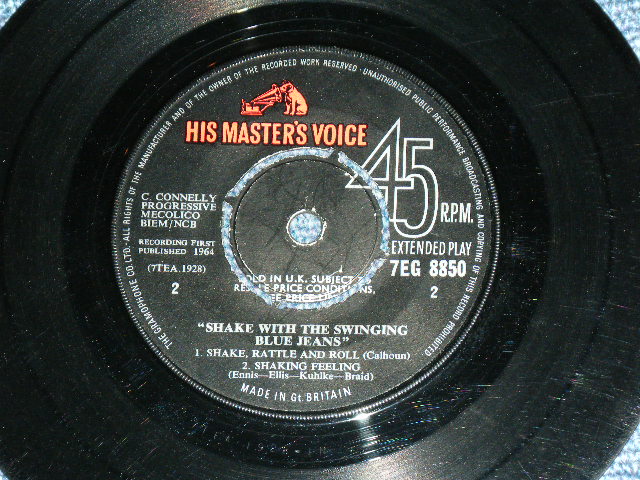 ALL RIGHTS OF THE MANUFACTURER AND OF THE OWNER OF THE RECORDED WORK RESERVED · UNAUTHORISED PUBLIC PERFORMANCE BROADCASTING AND COPYING OF THIS RECORD PROHIBITED
THE GRAMOPHONE CO. LTD.
HIS MASTER'S VOICE
45
R.P.M.
EXTENDED PLAY
7EG 8850
2
C. CONNELLY
PROGRESSIVE
MECOLICO
BIEM/NCB
RECORDING FIRST
PUBLISHED 1964
(7TEA.1928)
2
OLD IN U.K. SUBJECT
PRICE CONDITIONS,
PRICE
"SHAKE WITH THE SWINGING
BLUE JEANS"
1. SHAKE, RATTLE AND ROLL (Calhoun)
2. SHAKING FEELING
(Ennis—Ellis—Kuhlke—Braid)
MADE IN Gt. BRITAIN